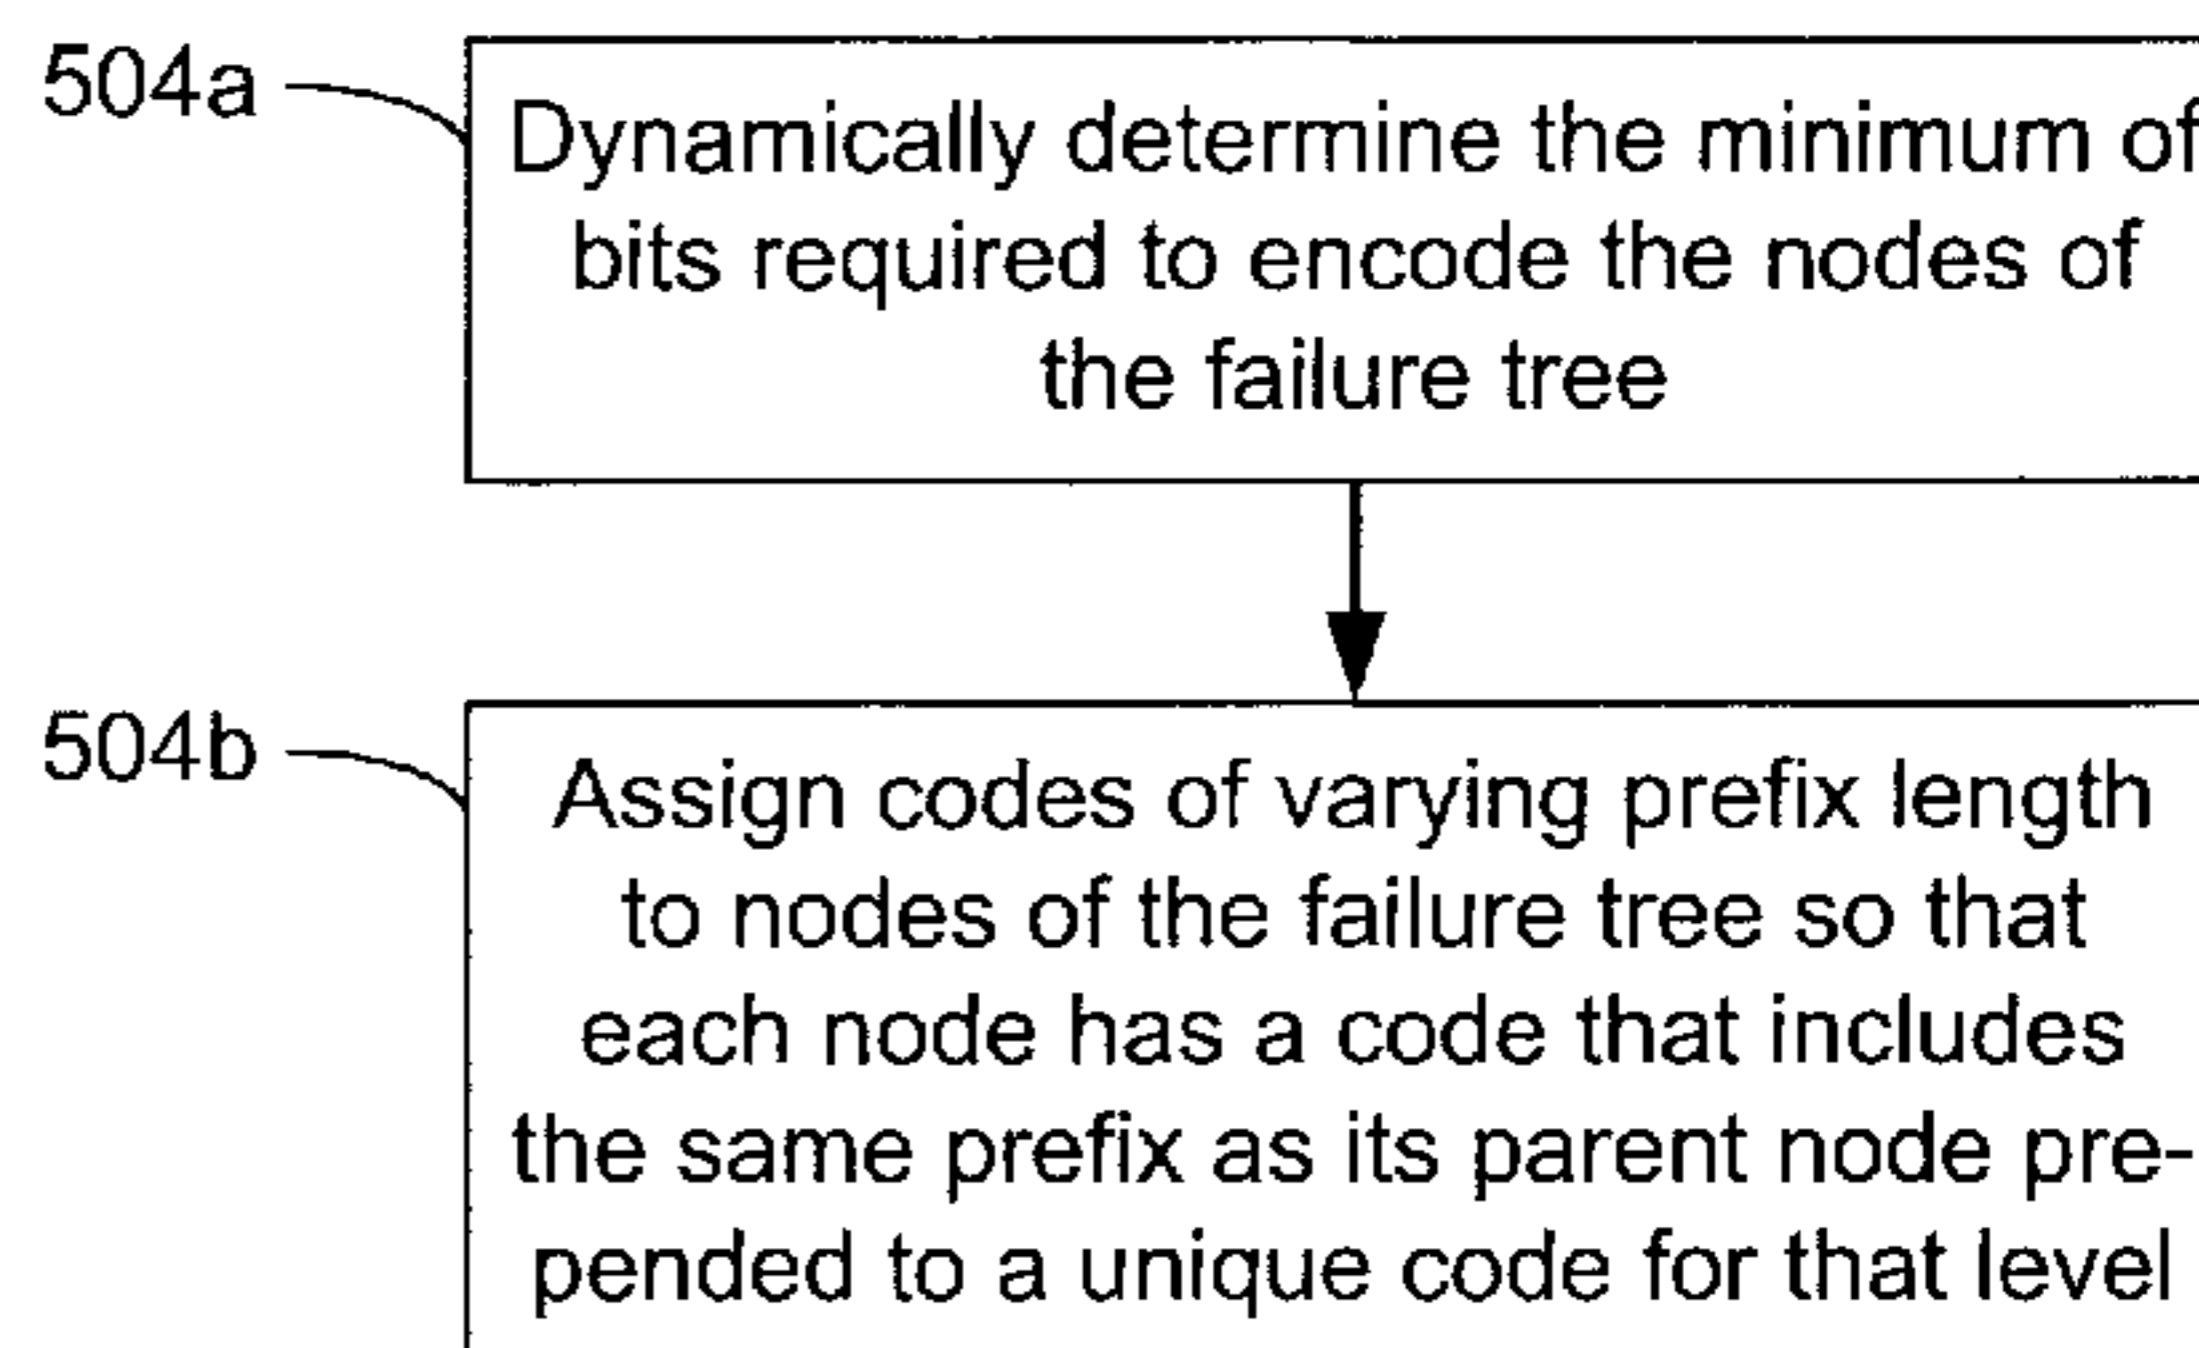 504a
Dynamically determine the minimum of
bits required to encode the nodes of
the failure tree
504b
Assign codes of varying prefix length
to nodes of the failure tree so that
each node has a code that includes
the same prefix as its parent node pre-
pended to a unique code for that level